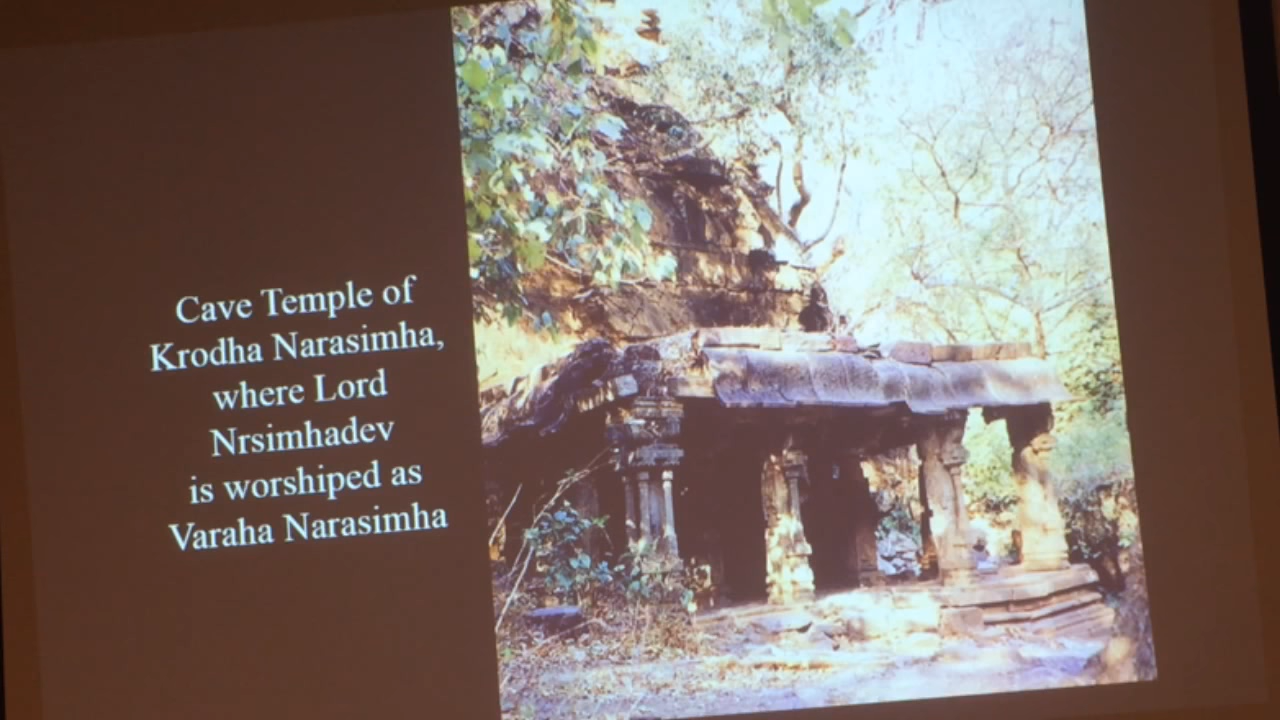 Cave Temple of
Krodha Narasimha,
where Lord
Nrsimhadev
is worshiped as
Varaha Narasimha